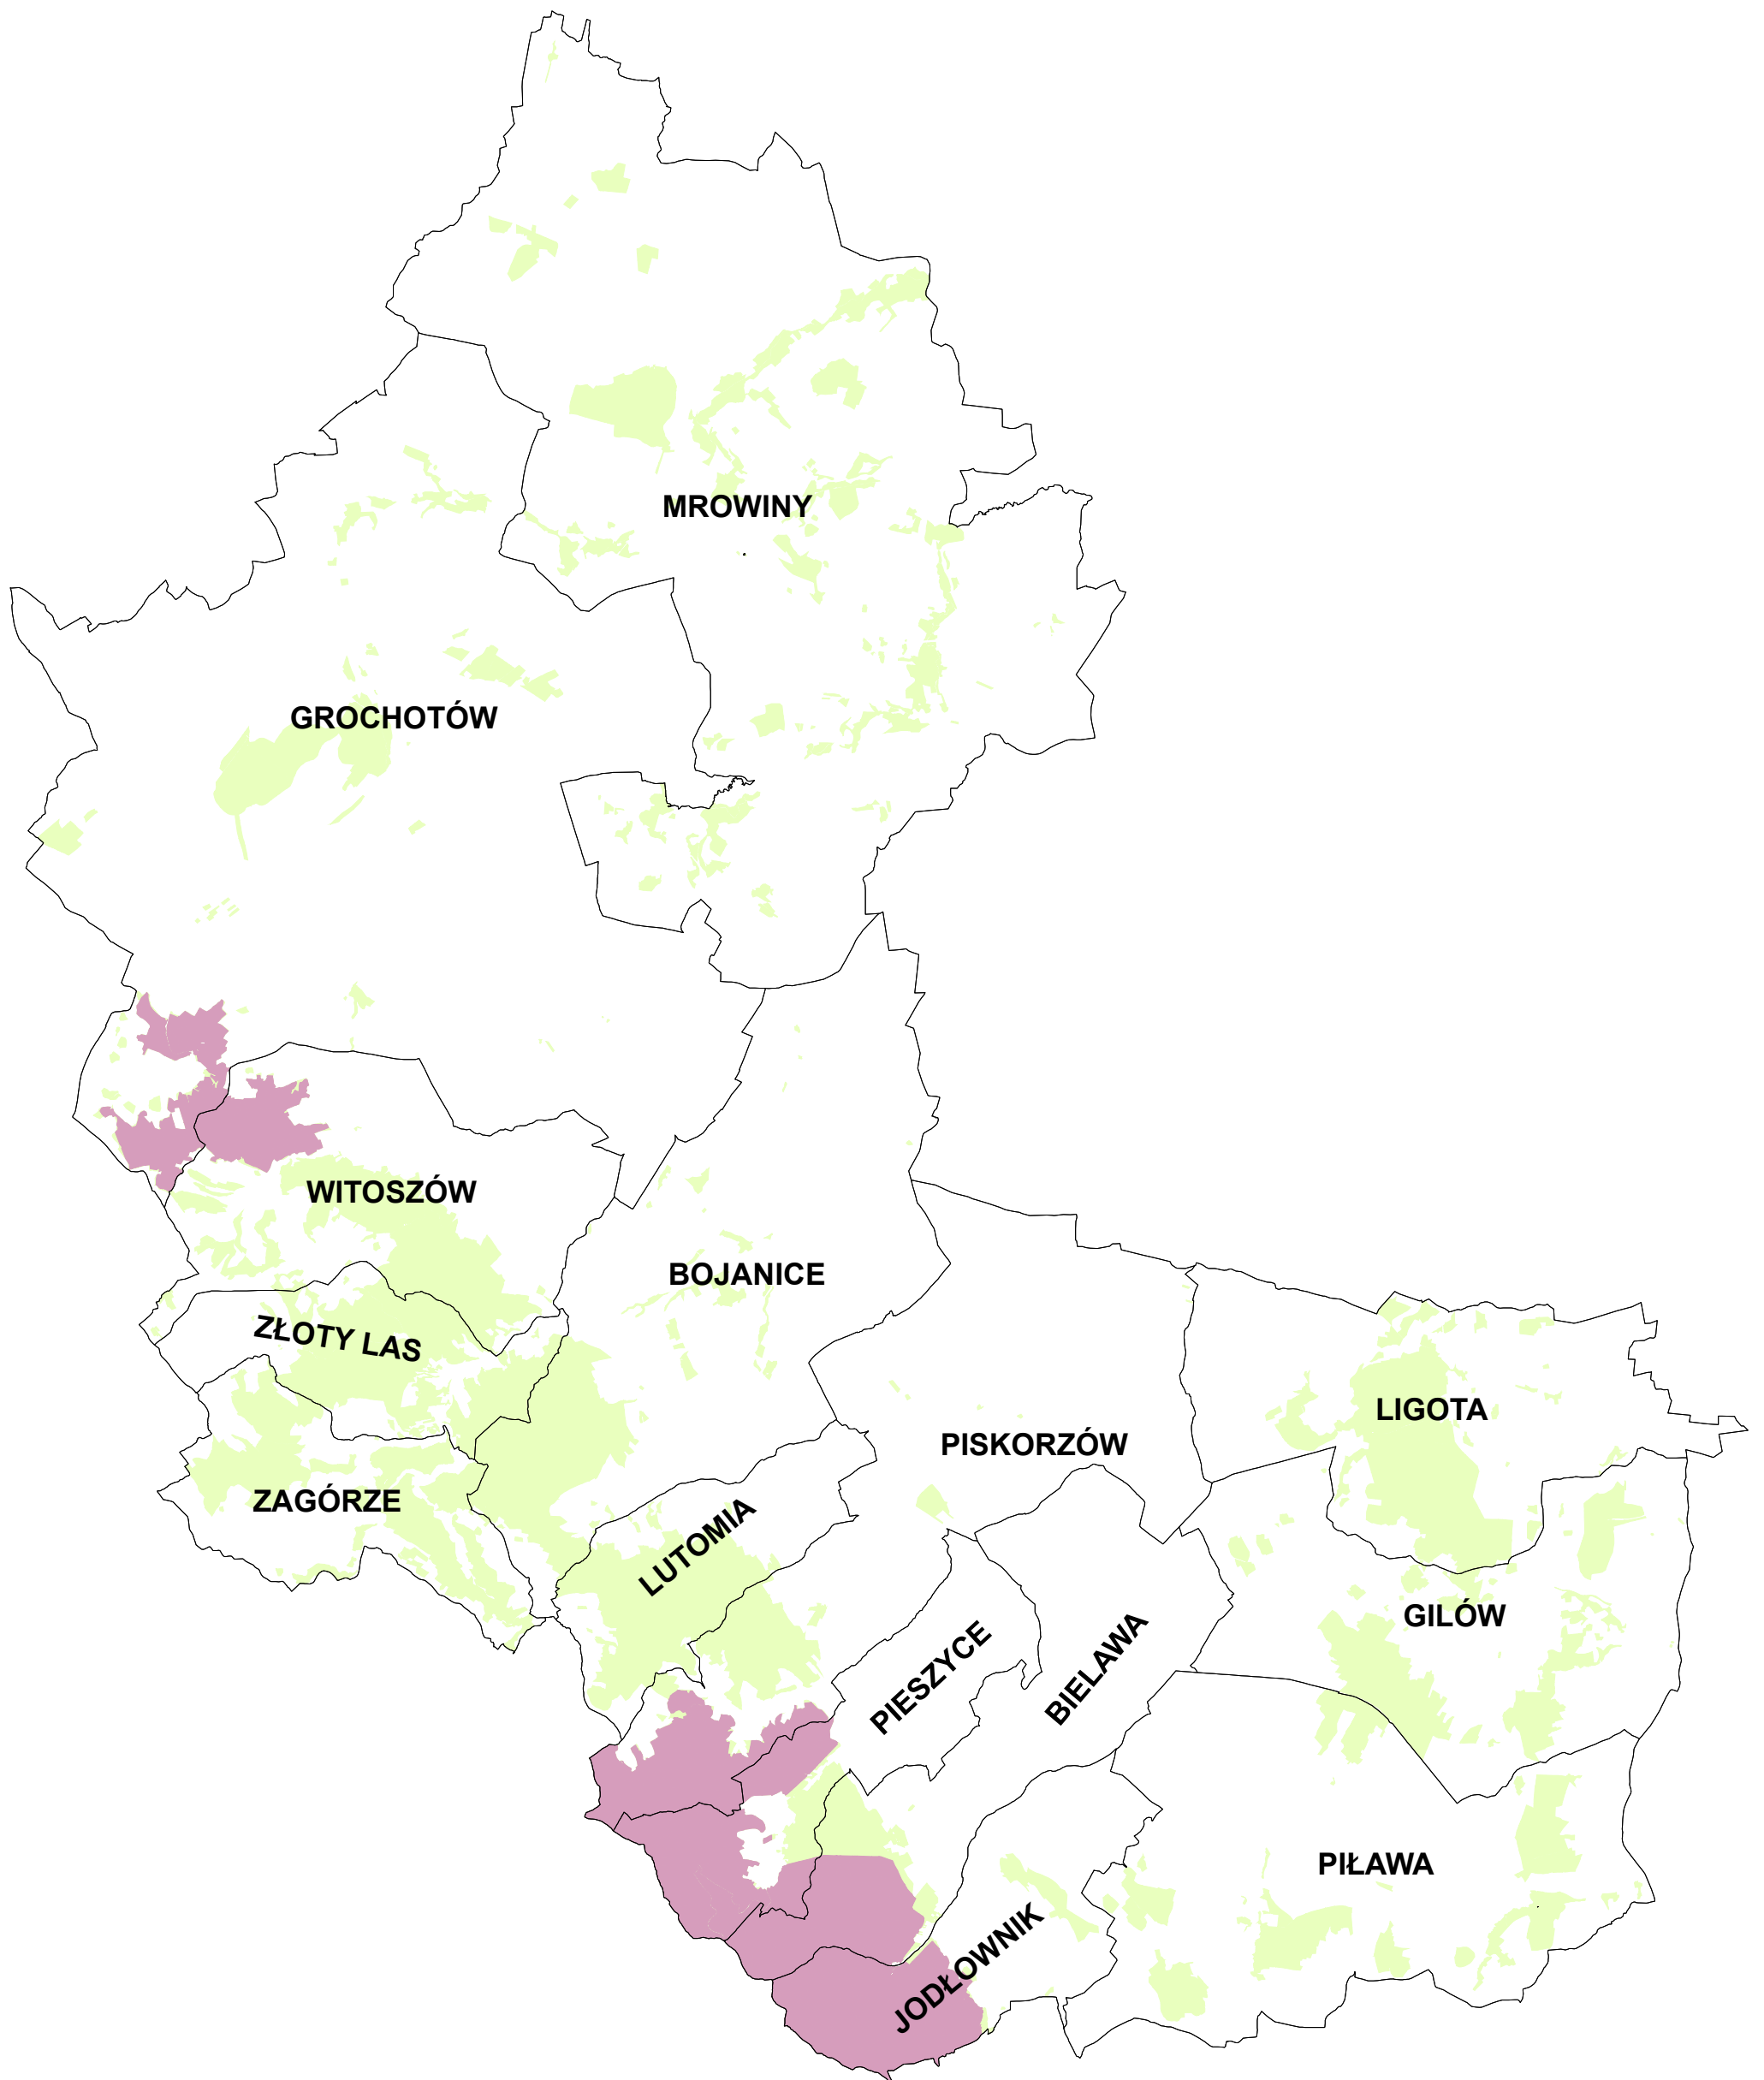 MROWINY
GROCHOTÓW
WITOSZÓW
BOJANICE
ZŁOTY LAS
LIGOTA
PISKORZÓW
ZAGÓRZE
LUTOMIA
GILÓW
PIESZYCE
BIELAWA
PIŁAWA
JODŁOWNIK